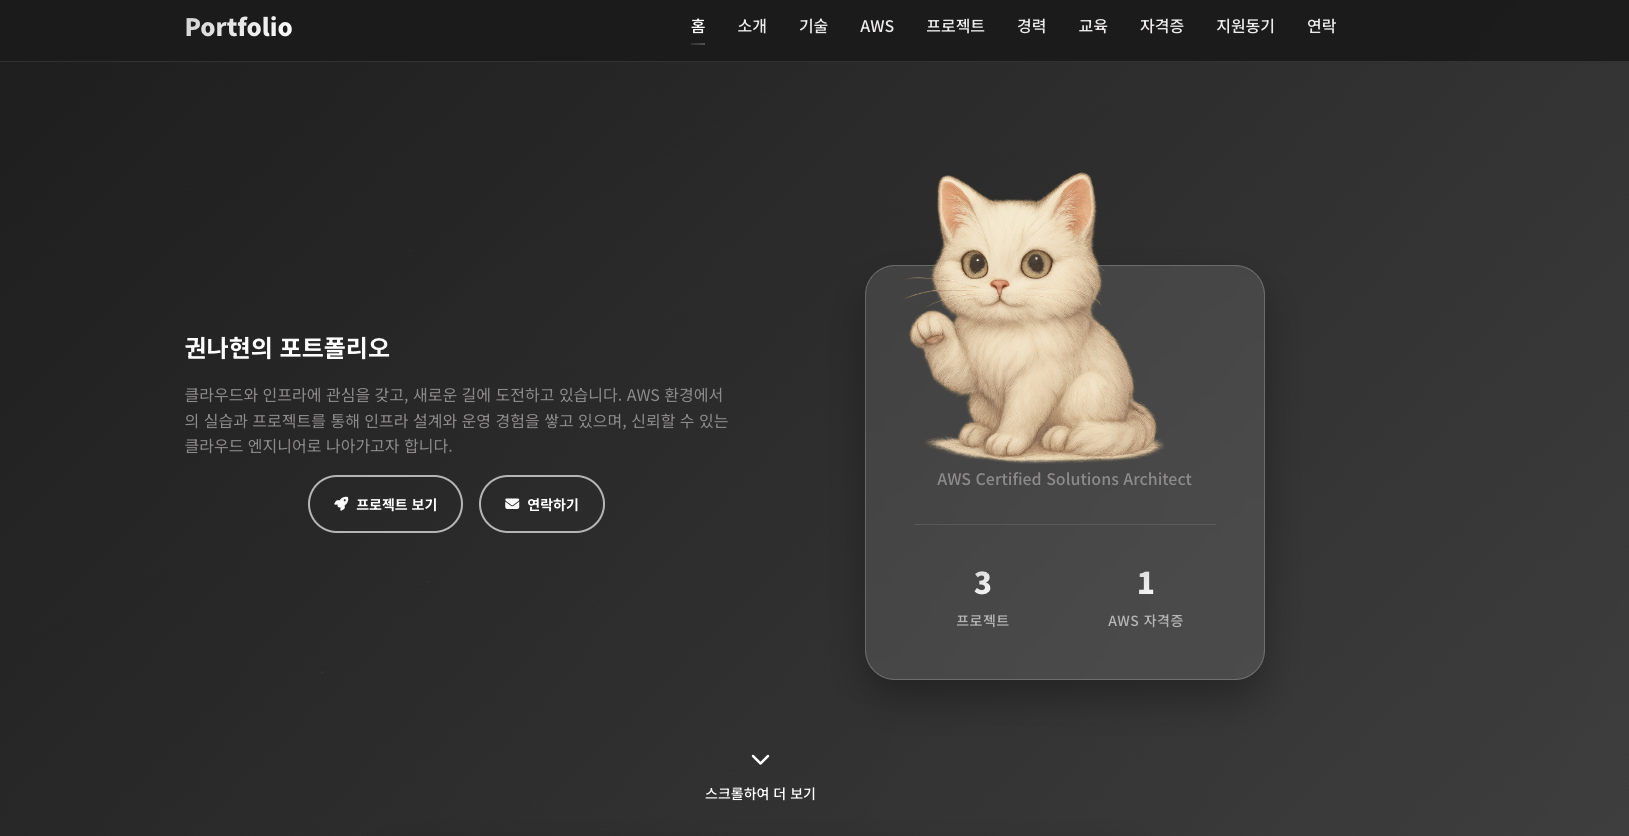 Portfolio
홈 소개 기술 AWS 프로젝트 경력 교육 자격증 지원동기 연락
권나현의 포트폴리오
클라우드와 인프라에 관심을 갖고, 새로운 길에 도전하고 있습니다. AWS 환경에서
의 실습과 프로젝트를 통해 인프라 설계와 운영 경험을 쌓고 있으며, 신뢰할 수 있는
클라우드 엔지니어로 나아가고자 합니다.
프로젝트 보기 연락하기
AWS Certified Solutions Architect
3 1
프로젝트 AWS 자격증
스크롤하여 더 보기